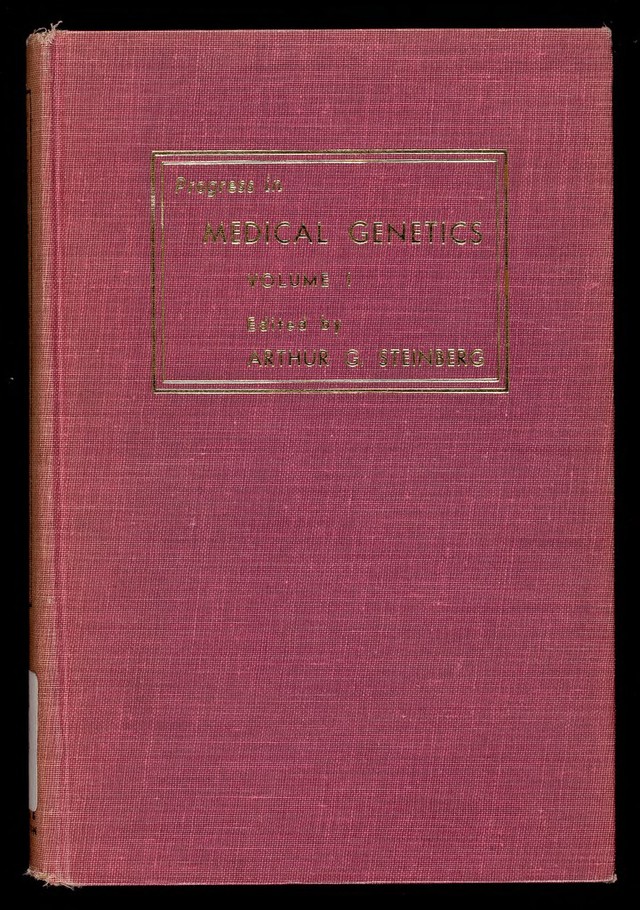 Progress in
MEDICAL GENETICS
VOLUME I
Edited by
ARTHUR G. STEINBERG